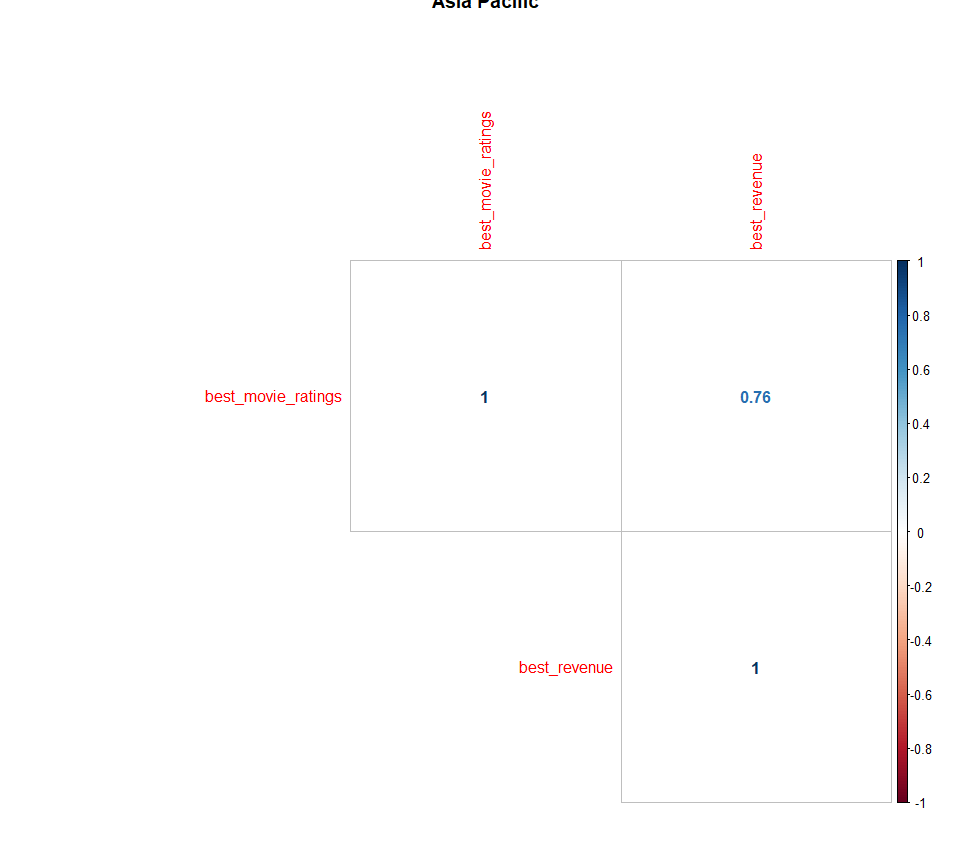 Asia Pacific
best_movie_ratings
best_revenue
best_movie_ratings 1 0.76
best_revenue 1
1
0.8
0.6
0.4
0.2
0
-0.2
-0.4
-0.6
-0.8
-1